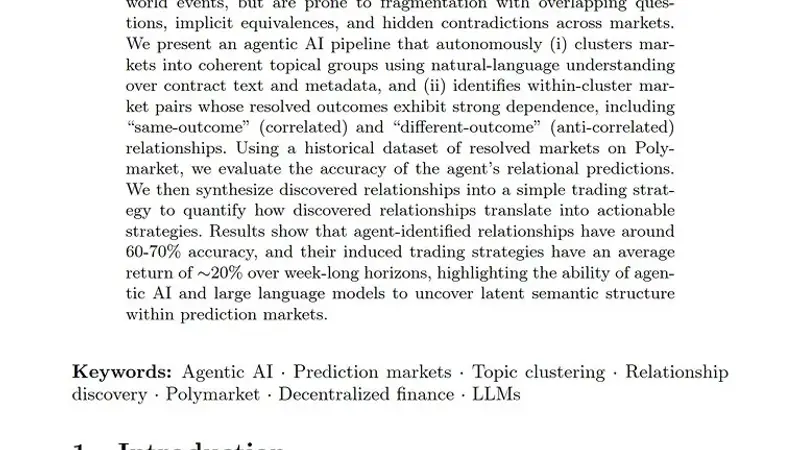 world events, but are prone to fragmentation with overlapping ques-
tions, implicit equivalences, and hidden contradictions across markets.
We present an agentic AI pipeline that autonomously (i) clusters mar-
kets into coherent topical groups using natural-language understanding
over contract text and metadata, and (ii) identifies within-cluster mar-
ket pairs whose resolved outcomes exhibit strong dependence, including
“same-outcome” (correlated) and “different-outcome” (anti-correlated)
relationships. Using a historical dataset of resolved markets on Poly-
market, we evaluate the accuracy of the agent’s relational predictions.
We then synthesize discovered relationships into a simple trading strat-
egy to quantify how discovered relationships translate into actionable
strategies. Results show that agent-identified relationships have around
60-70% accuracy, and their induced trading strategies have an average
return of ∼20% over week-long horizons, highlighting the ability of agen-
tic AI and large language models to uncover latent semantic structure
within prediction markets.
Keywords: Agentic AI · Prediction markets · Topic clustering · Relationship
discovery · Polymarket · Decentralized finance · LLMs
1 Introduction